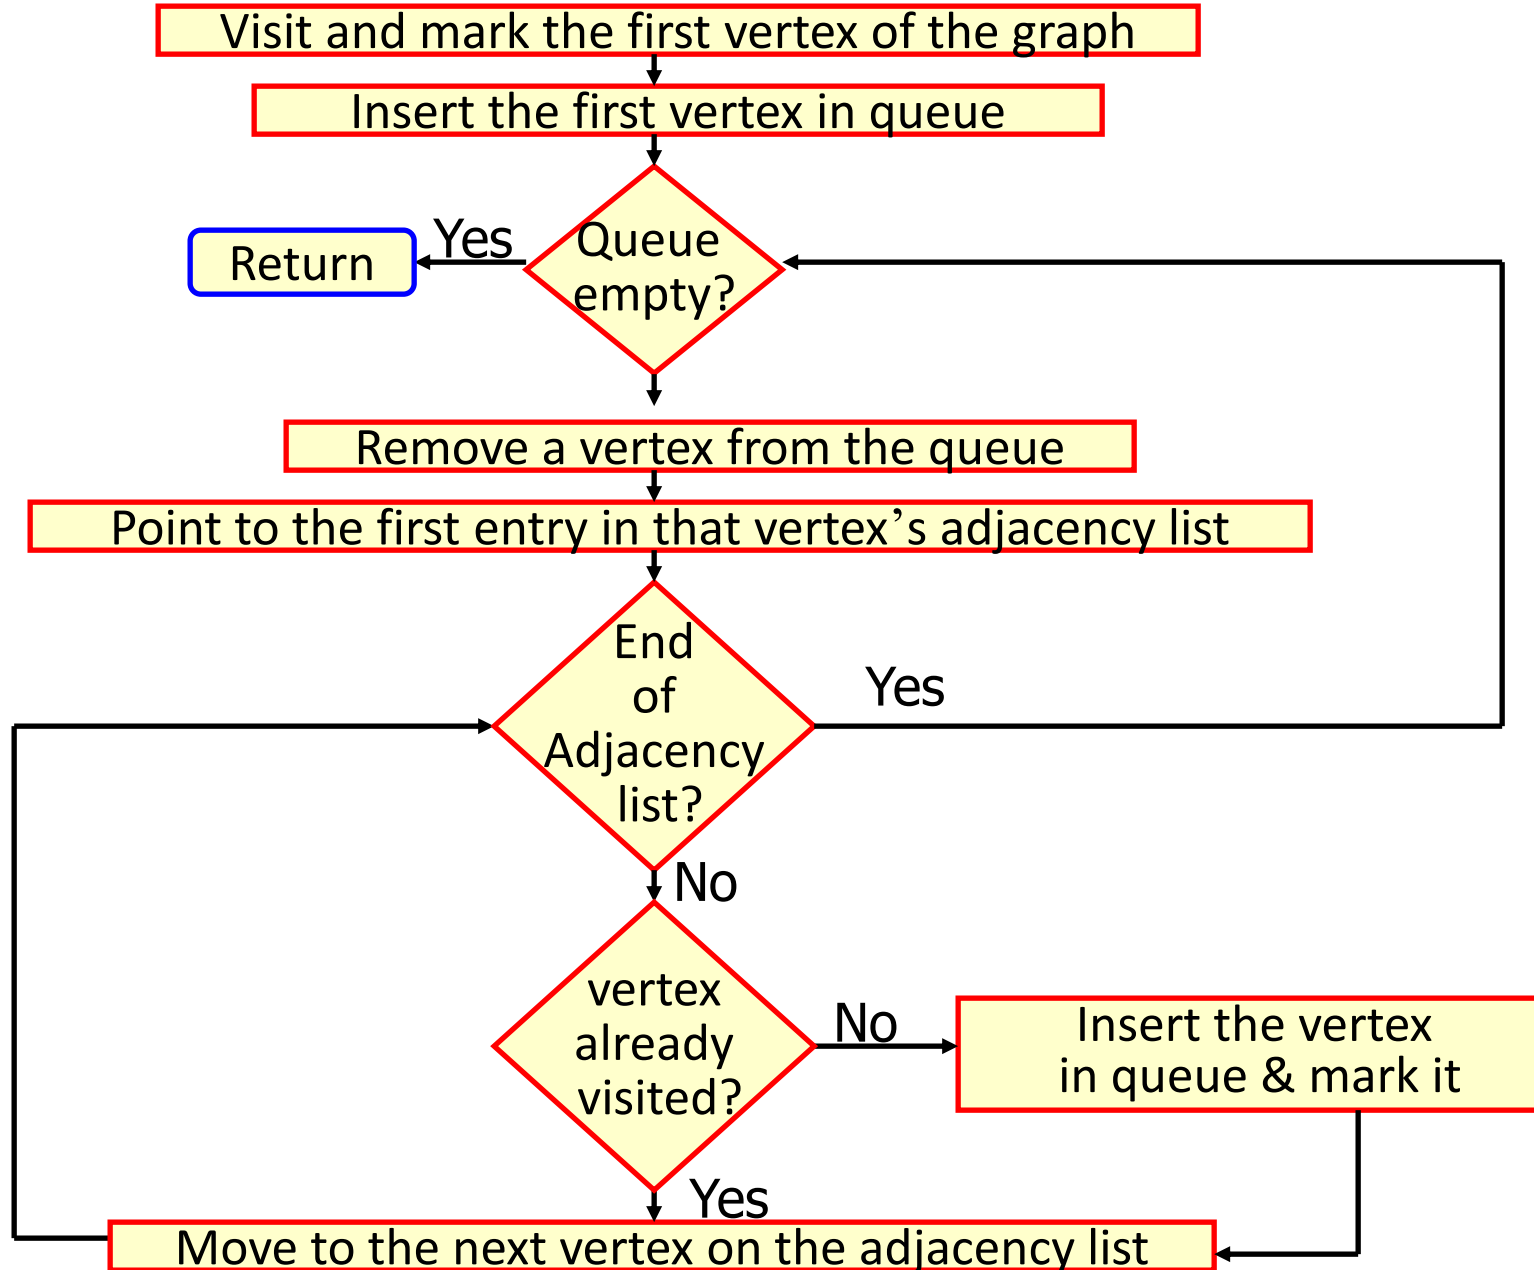 Visit and mark the first vertex of the graph
Insert the first vertex in queue
Yes
Return
Queue
empty?
Remove a vertex from the queue
Point to the first entry in that vertex’s adjacency list
End
of
Adjacency
list?
Yes
No
vertex
already
visited?
No
Insert the vertex
in queue & mark it
Yes
Move to the next vertex on the adjacency list